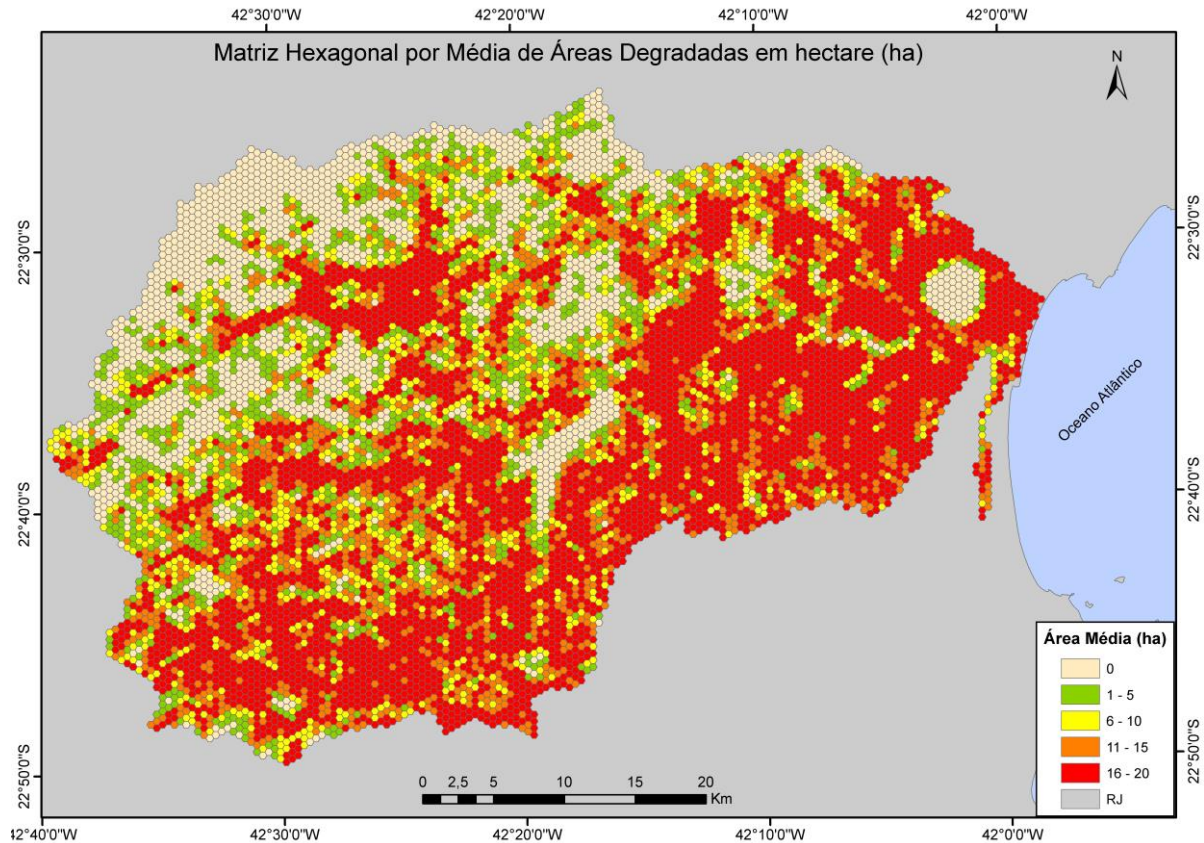 42°30'0"W 42°20'0"W 42°10'0"W 42°0'0"W
Matriz Hexagonal por Média de Áreas Degradadas em hectare (ha)
N
22°30'0"S
22°30'0"S
Oceano Atlântico
22°40'0"S
22°40'0"S
22°50'0"S
22°50'0"S
Área Média (ha)
0
1 - 5
6 - 10
11 - 15
16 - 20
RJ
0 2,5 5 10 15 20
Km
42°40'0"W 42°30'0"W 42°20'0"W 42°10'0"W 42°0'0"W